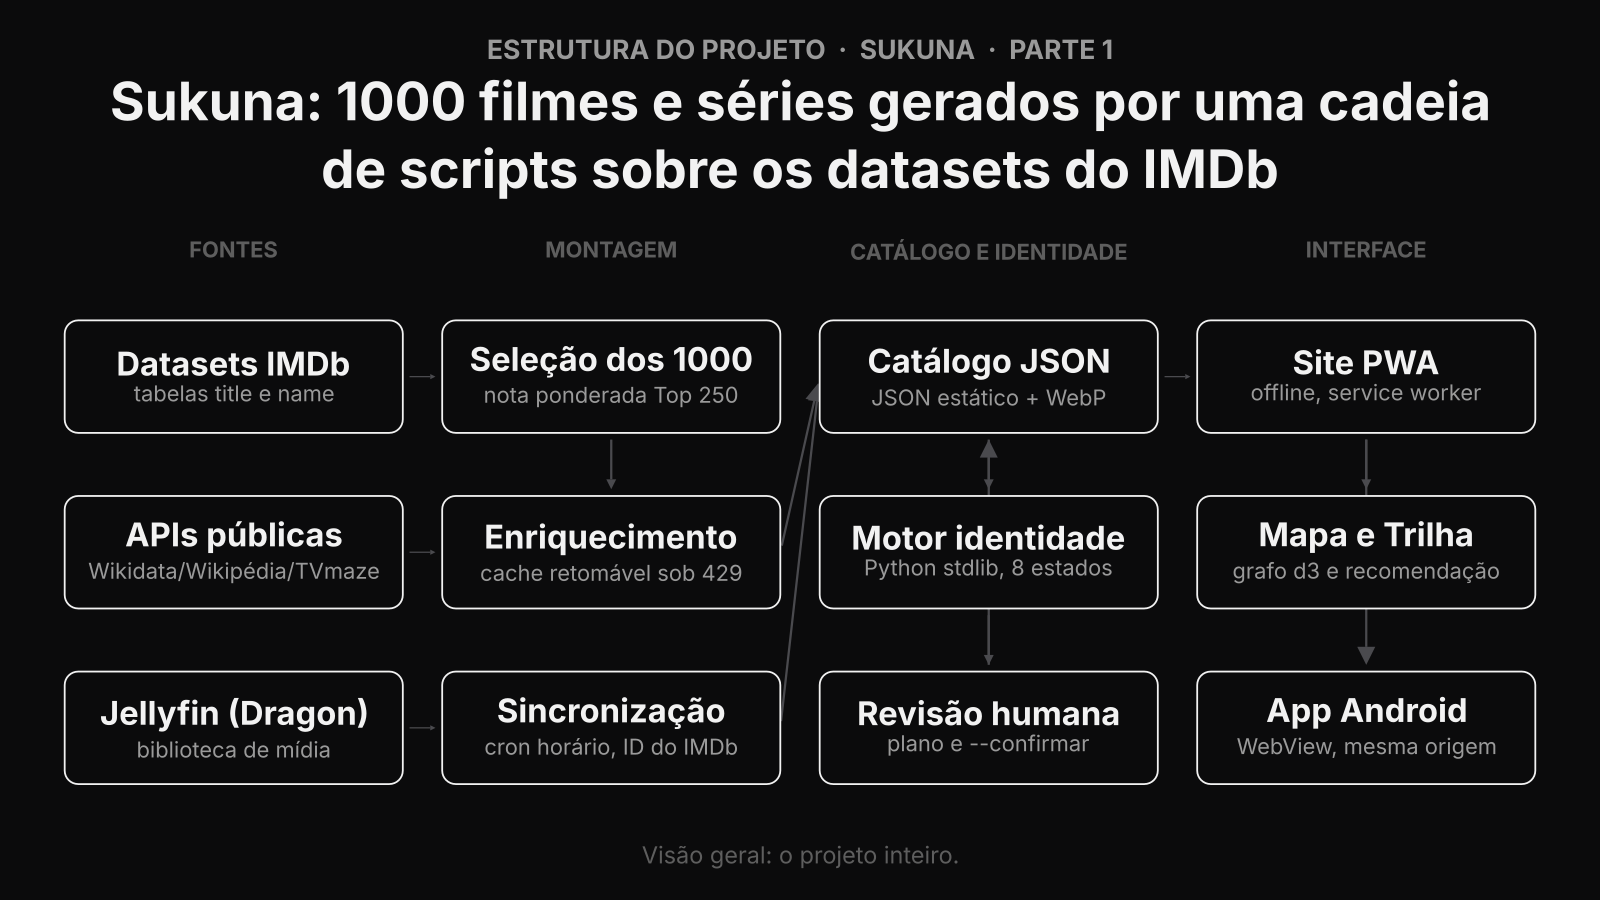 ESTRUTURA DO PROJETO · SUKUNA · PARTE 1
Sukuna: 1000 filmes e séries gerados por uma cadeia
de scripts sobre os datasets do IMDb
FONTES
MONTAGEM
CATÁLOGO E IDENTIDADE
INTERFACE
Datasets IMDb
tabelas title e name
Seleção dos 1000
nota ponderada Top 250
Catálogo JSON
JSON estático + WebP
Site PWA
offline, service worker
APIs públicas
Wikidata/Wikipédia/TVmaze
Enriquecimento
cache retomável sob 429
Motor identidade
Python stdlib, 8 estados
Mapa e Trilha
grafo d3 e recomendação
Jellyfin (Dragon)
biblioteca de mídia
Sincronização
cron horário, ID do IMDb
Revisão humana
plano e --confirmar
App Android
WebView, mesma origem
Visão geral: o projeto inteiro.